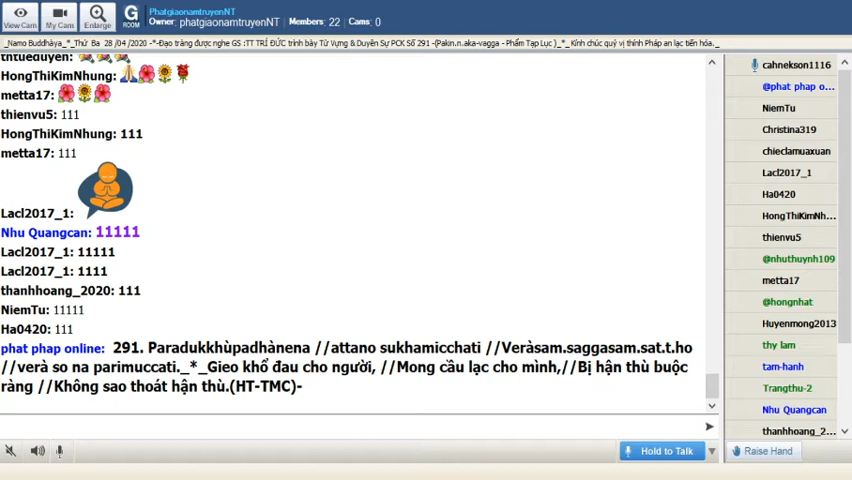 View Cam
My Cam
Enlarge
G
ROOM
PhatgiaonamtruyenNT
Owner: phatgiaonamtruyenNT Members: 22 Cams: 0
_Namo Buddhàya_*_Thứ Ba 28 /04 /2020 -*-Đạo tràng được nghe GS :TT TRÍ ĐỨC trình bày Từ Vựng & Duyên Sự PCK Số 291 -(Pakin.n.aka-vagga - Phẩm Tạp Lục )_*_ Kính chúc quý vị thính Pháp an lạc tiến hóa._
thtueduyen:
HongThiKimNhung:
metta17:
thienvu5: 111
HongThiKimNhung: 111
metta17: 111
Lacl2017_1:
Nhu Quangcan: 11111
Lacl2017_1: 11111
Lacl2017_1: 1111
thanhhoang_2020: 111
NiemTu: 11111
Ha0420: 111
phat phap online: 291. Paradukkhùpadhànena //attano sukhamicchati //Veràsam.saggasam.sat.t.ho
//verà so na parimuccati._*_Gieo khổ đau cho người, //Mong cầu lạc cho mình,//Bị hận thù buộc
ràng //Không sao thoát hận thù.(HT-TMC)-
Hold to Talk
cahnekson1116
@phat phap o...
NiemTu
Christina319
chieclamuaxuan
Lacl2017_1
Ha0420
HongThiKimNh...
thienvu5
@nhuthuynh109
metta17
@hongnhat
Huyenmong2013
thy lam
tam-hanh
Trangthu-2
Nhu Quangcan
thanhhoang_2...
Raise Hand